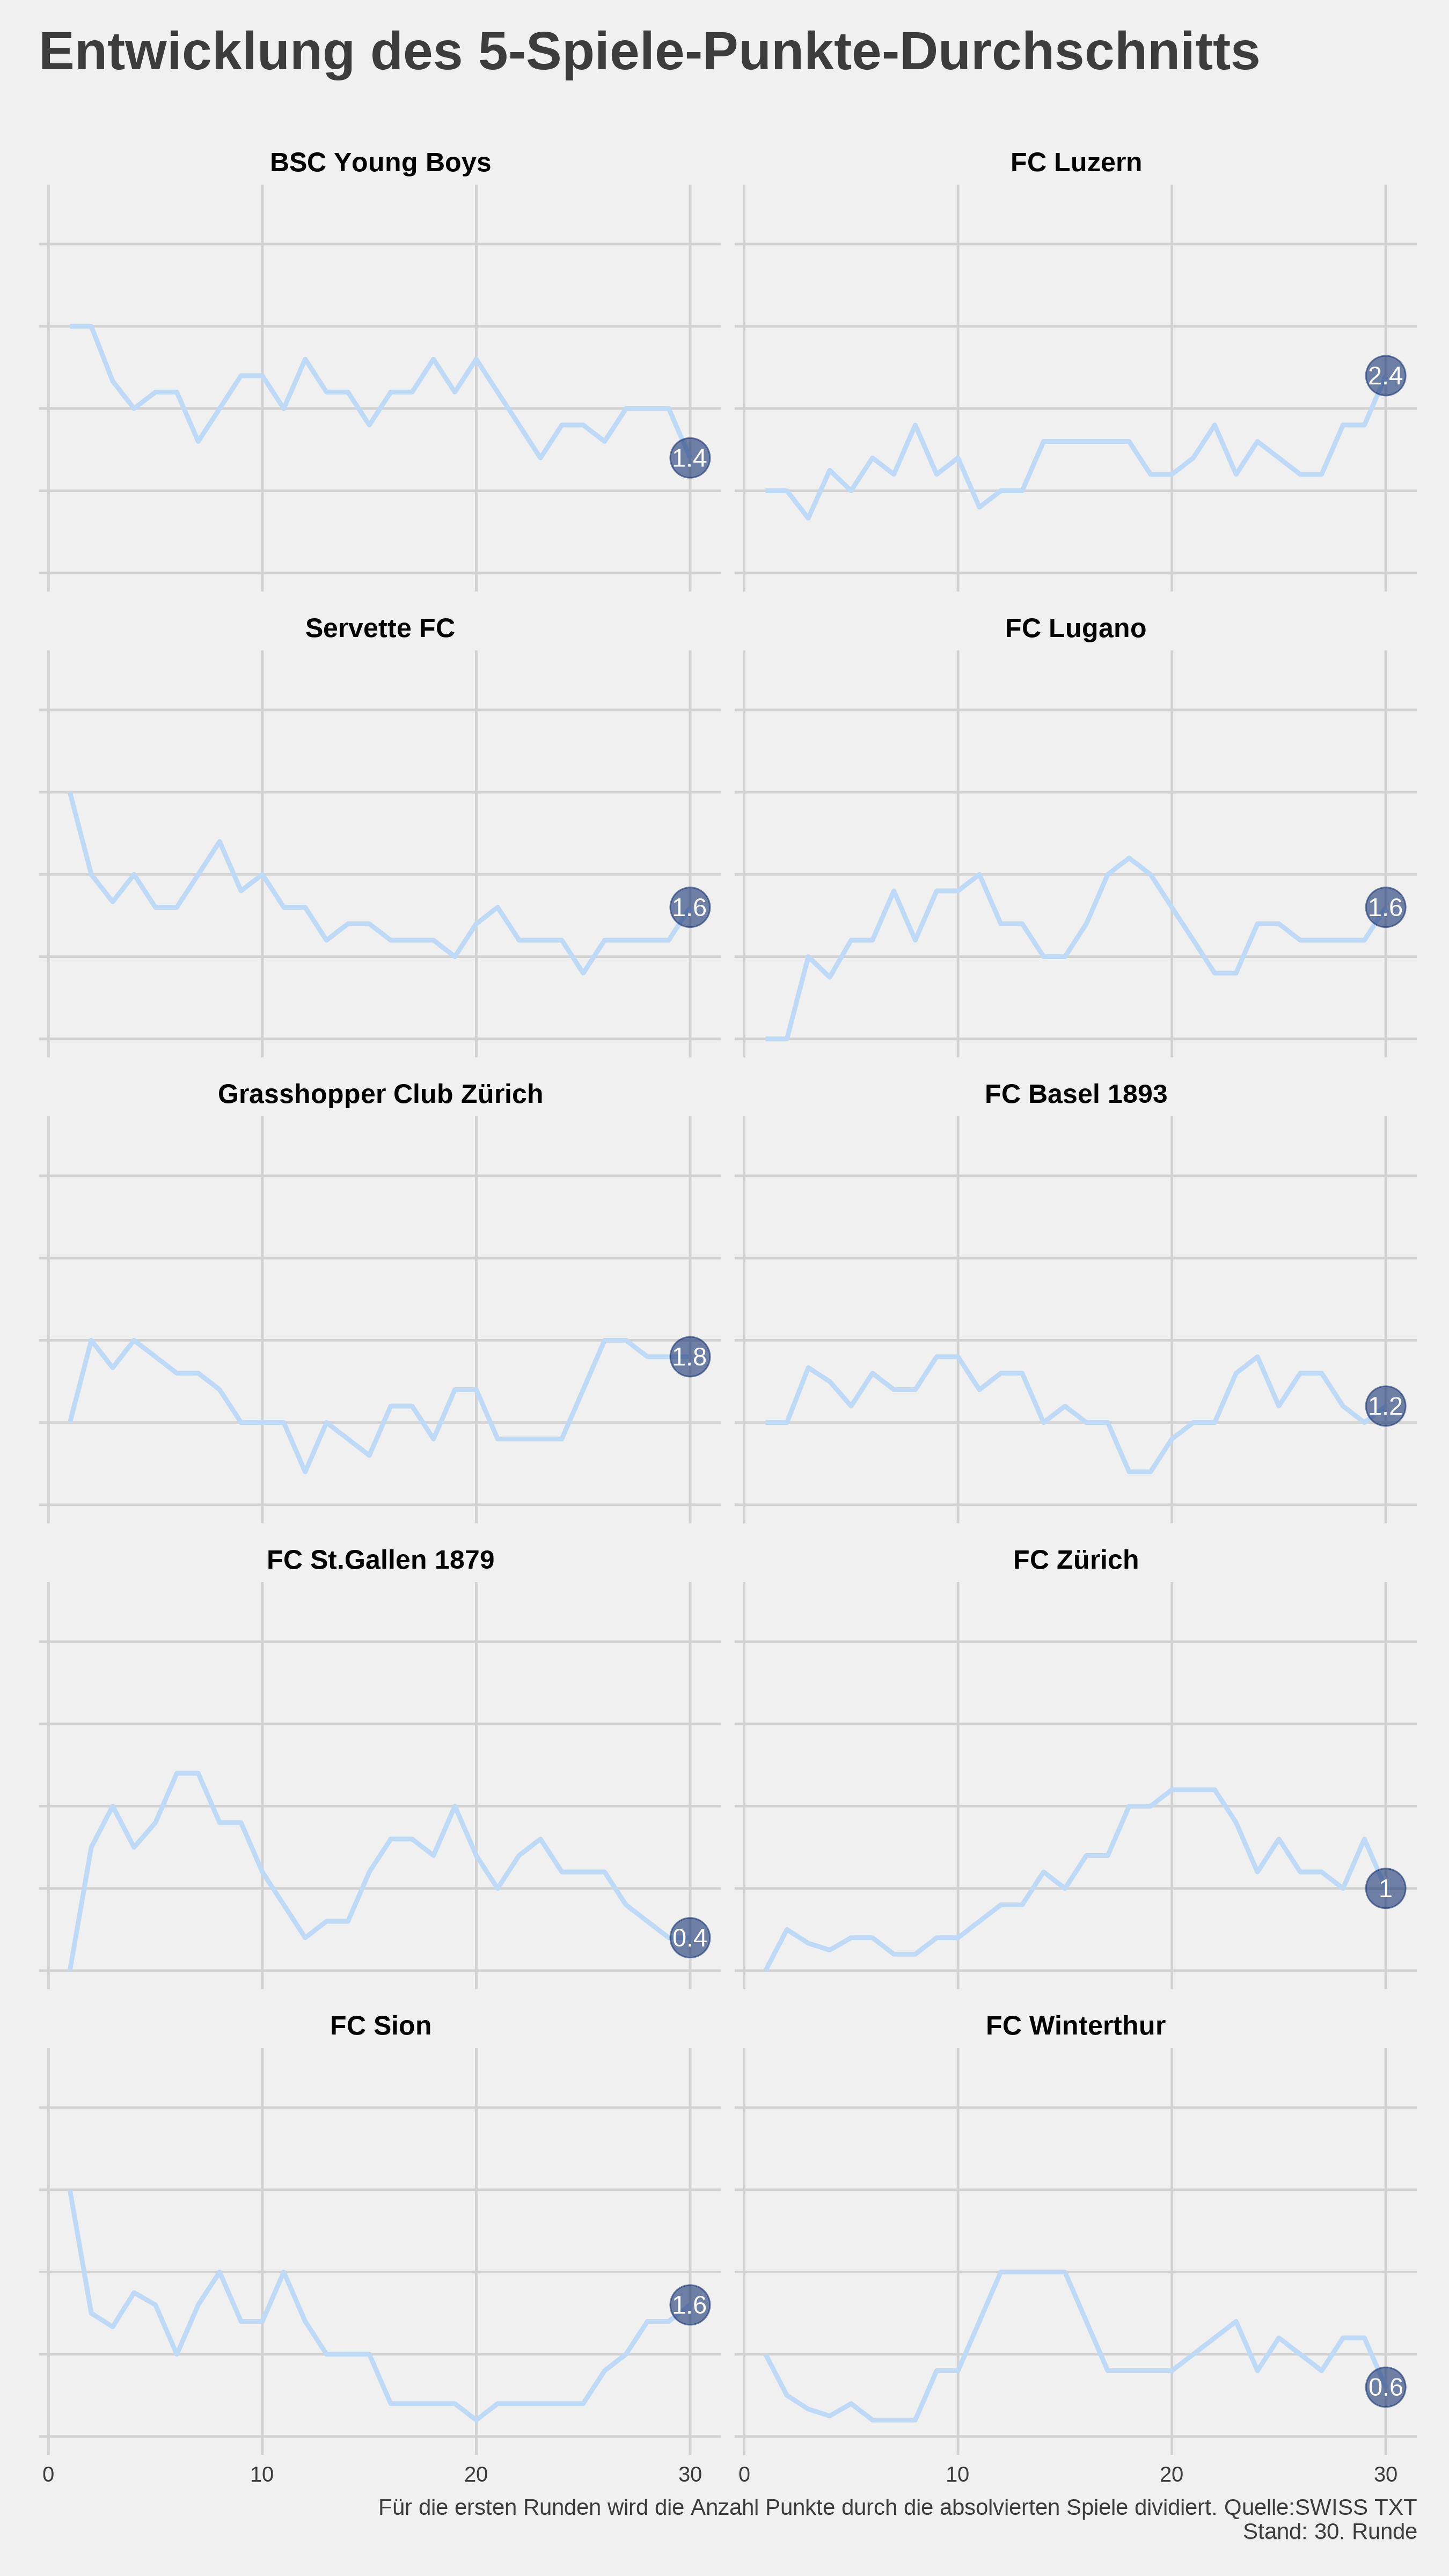 Entwicklung des 5-Spiele-Punkte-Durchschnitts
BSC Young Boys
FC Luzern
1.4
2.4
Servette FC
FC Lugano
1.6
1.6
Grasshopper Club Zürich
FC Basel 1893
1.8
1.2
FC St.Gallen 1879
FC Zürich
0.4
1
FC Sion
FC Winterthur
1.6
0.6
0 10 20 30 0 10 20 30
Für die ersten Runden wird die Anzahl Punkte durch die absolvierten Spiele dividiert. Quelle:SWISS TXT
Stand: 30. Runde